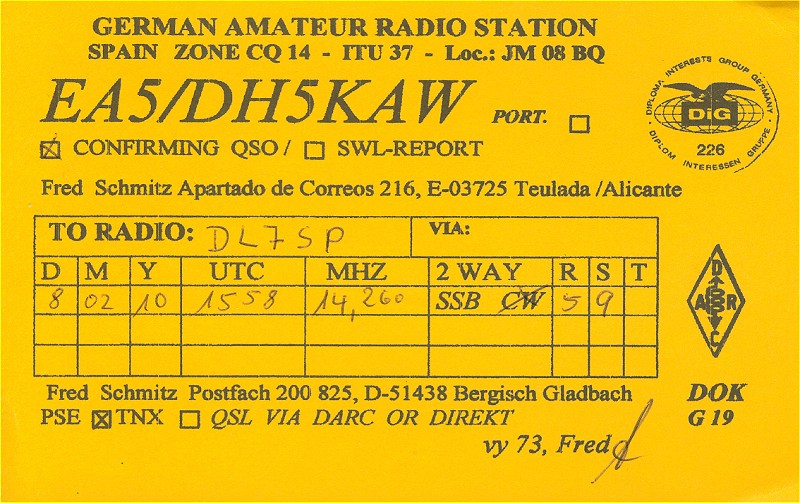 GERMAN AMATEUR RADIO STATION
SPAIN ZONE CQ 14 - ITU 37 - Loc.: JM 08 BQ
EA5/DH5KAW PORT. ☐
☒ CONFIRMING QSO / ☐ SWL-REPORT
DIPLOMA INTERESTS GROUP GERMANY
DIG
226
DIPLOM INTERESSEN GRUPPE
Fred Schmitz Apartado de Correos 216, E-03725 Teulada /Alicante
TO RADIO: DL7SP VIA:
D M Y UTC MHZ 2 WAY R S T
8 02 10 1558 14,260 SSB CW 5 9
DARC
Fred Schmitz Postfach 200 825, D-51438 Bergisch Gladbach
DOK
PSE ☒ TNX ☐ QSL VIA DARC OR DIREKT
G 19
vy 73, Fred